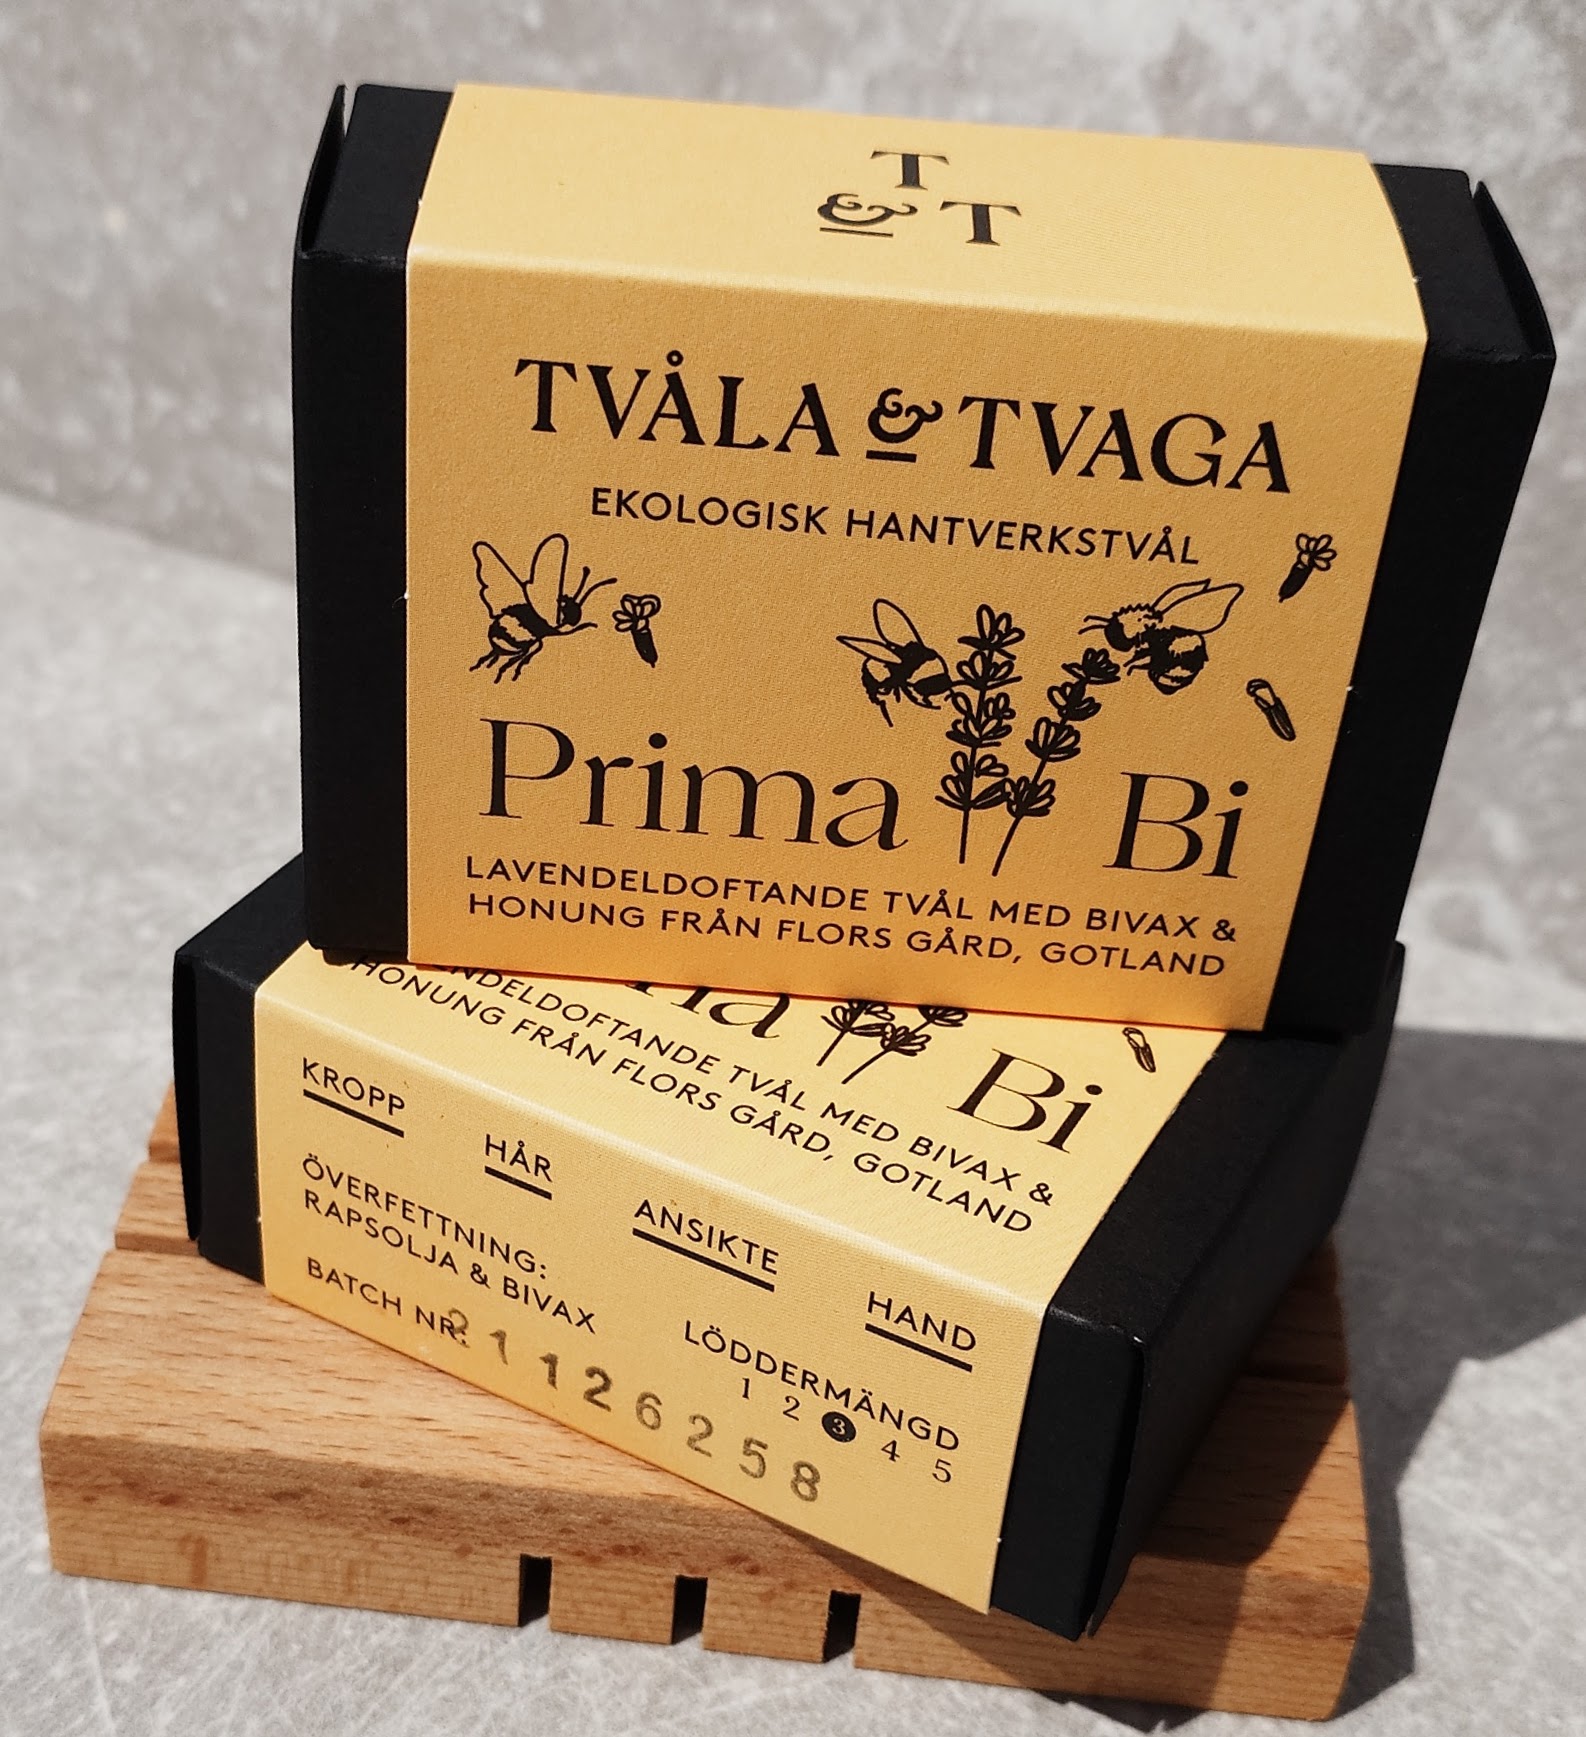 T
& T
TVÅLA & TVAGA
EKOLOGISK HANTVERKSTVÅL
Prima Bi
LAVENDELDOFTANDE TVÅL MED BIVAX &
HONUNG FRÅN FLORS GÅRD, GOTLAND
Bi
DOFTANDE TVÅL MED BIVAX &
HONUNG FRÅN FLORS GÅRD, GOTLAND
KROPP HÅR ANSIKTE HAND
ÖVERFETTNING:
RAPSOLJA & BIVAX
BATCH NR: 21126258
LÖDDERMÄNGD
1 2 3 4 5